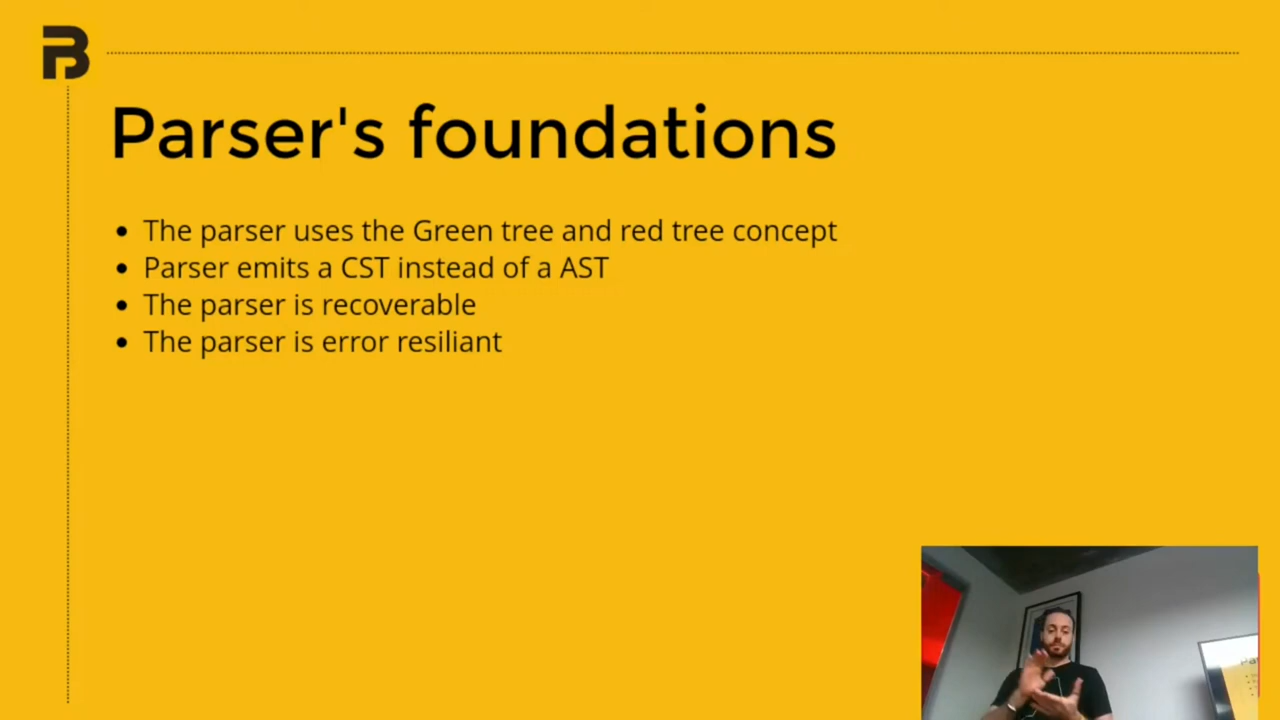 B
Parser's foundations
The parser uses the Green tree and red tree concept
Parser emits a CST instead of a AST
The parser is recoverable
The parser is error resiliant